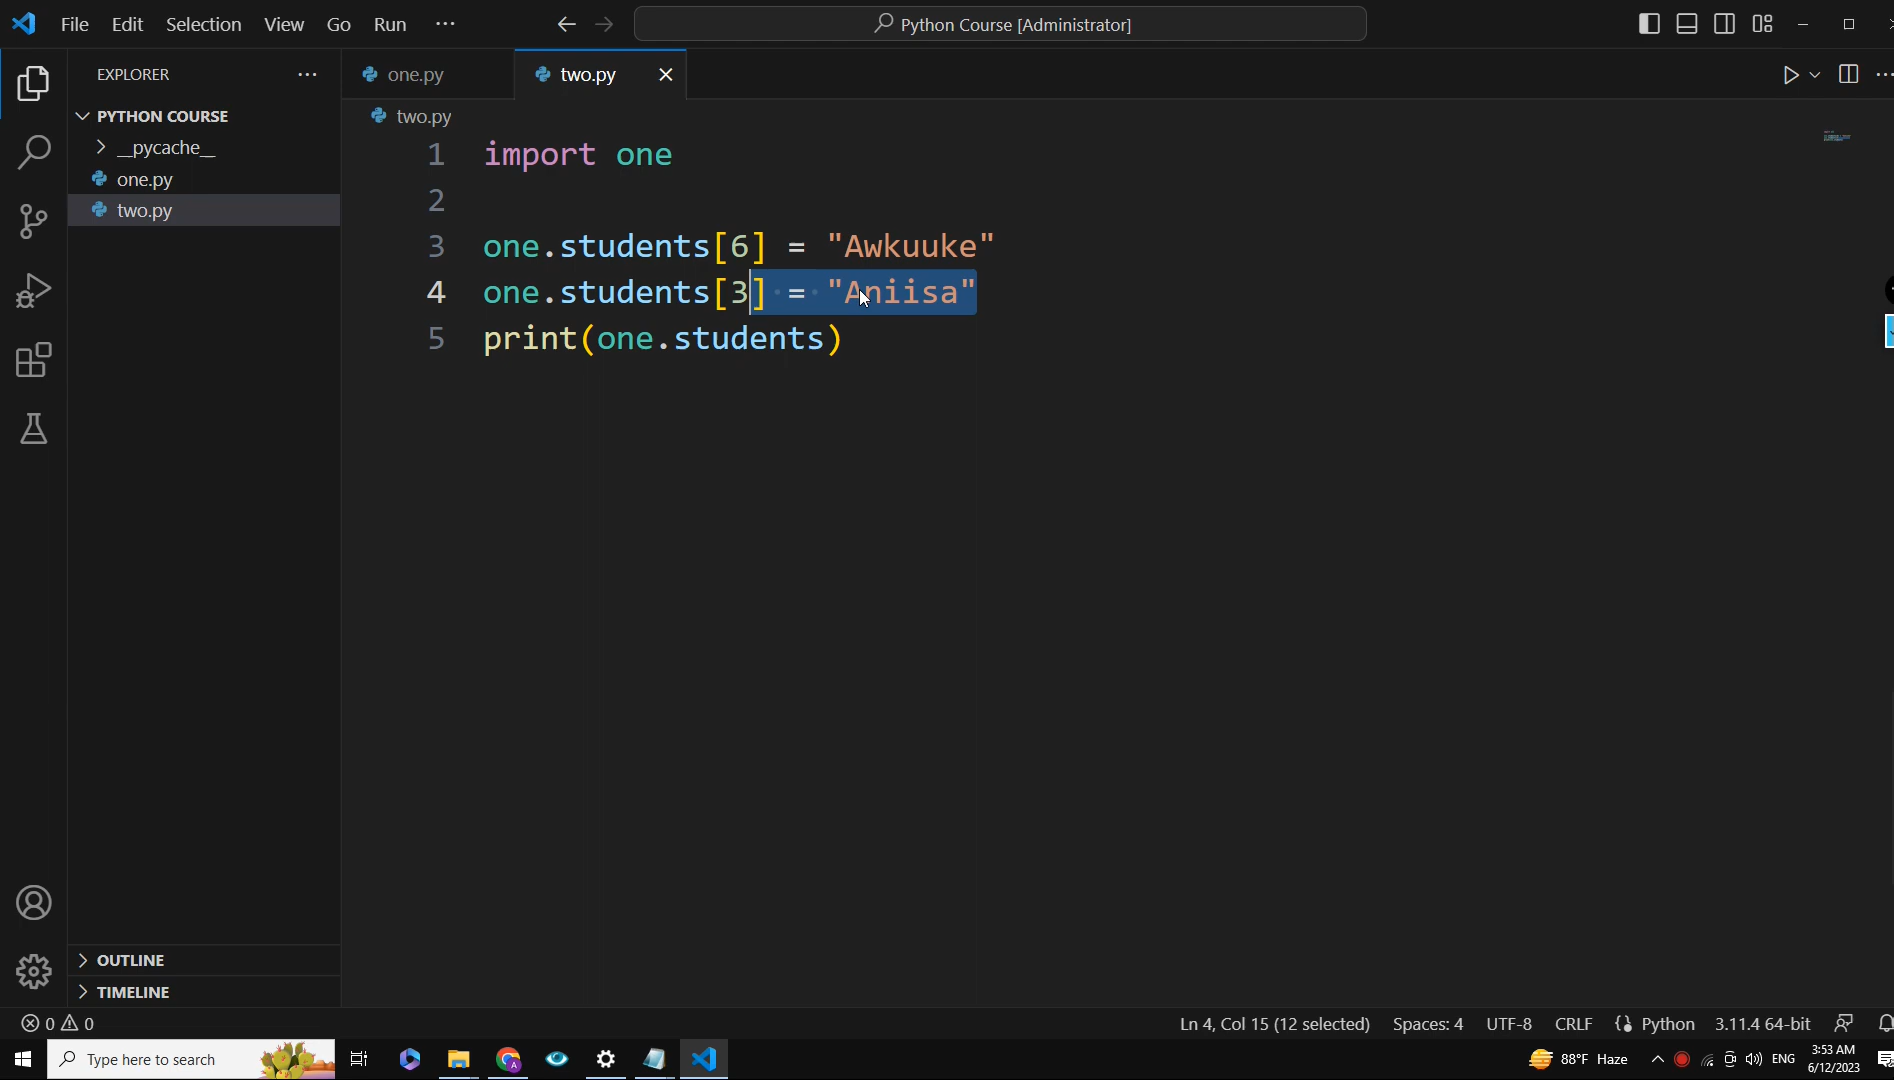 File Edit Selection View Go Run ···
Python Course [Administrator]
EXPLORER ···
one.py
two.py
PYTHON COURSE
__pycache__
one.py
two.py
two.py
1 import one
2
3 one.students[6] = "Awkuuke"
4 one.students[3] = "Aniisa"
5 print(one.students)
OUTLINE
TIMELINE
0 0
Ln 4, Col 15 (12 selected) Spaces: 4 UTF-8 CRLF {} Python 3.11.4 64-bit
Type here to search
88°F Haze
ENG
3:53 AM
6/12/2023